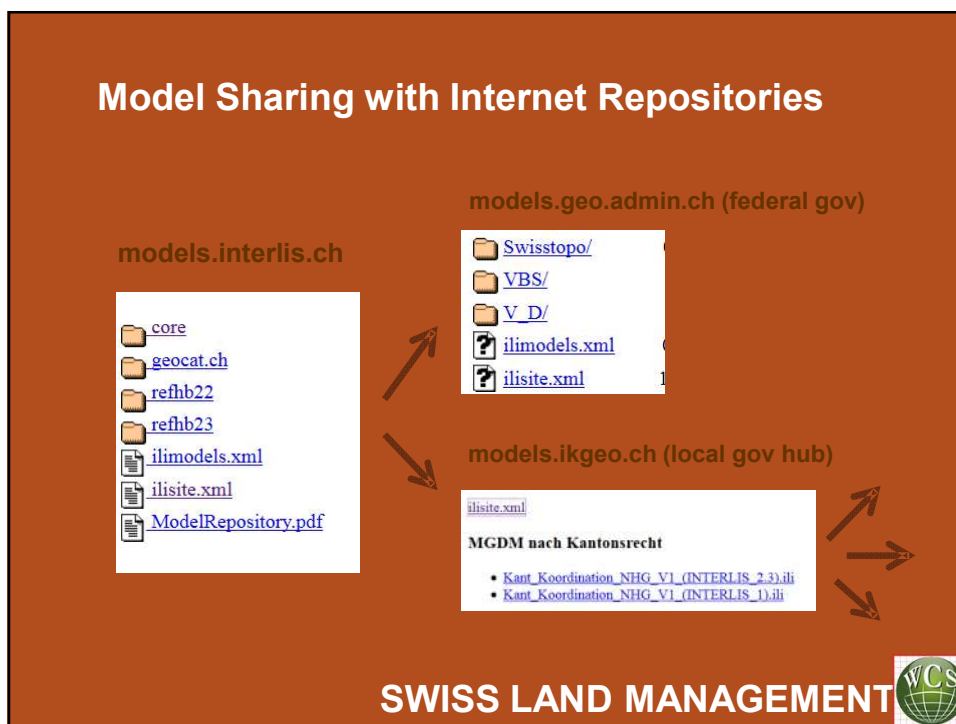 Model Sharing with Internet Repositories
models.geo.admin.ch (federal gov)
Swisstopo/
VBS/
V_D/
ilimodels.xml
ilisite.xml 1
models.interlis.ch
core
geocat.ch
refhb22
refhb23
ilimodels.xml
ilisite.xml
ModelRepository.pdf
models.ikgeo.ch (local gov hub)
ilisite.xml
MGDM nach Kantonsrecht
• Kant_Koordination_NHG_V1_(INTERLIS_2.3).ili
• Kant_Koordination_NHG_V1_(INTERLIS_1).ili
SWISS LAND MANAGEMENT
WCS